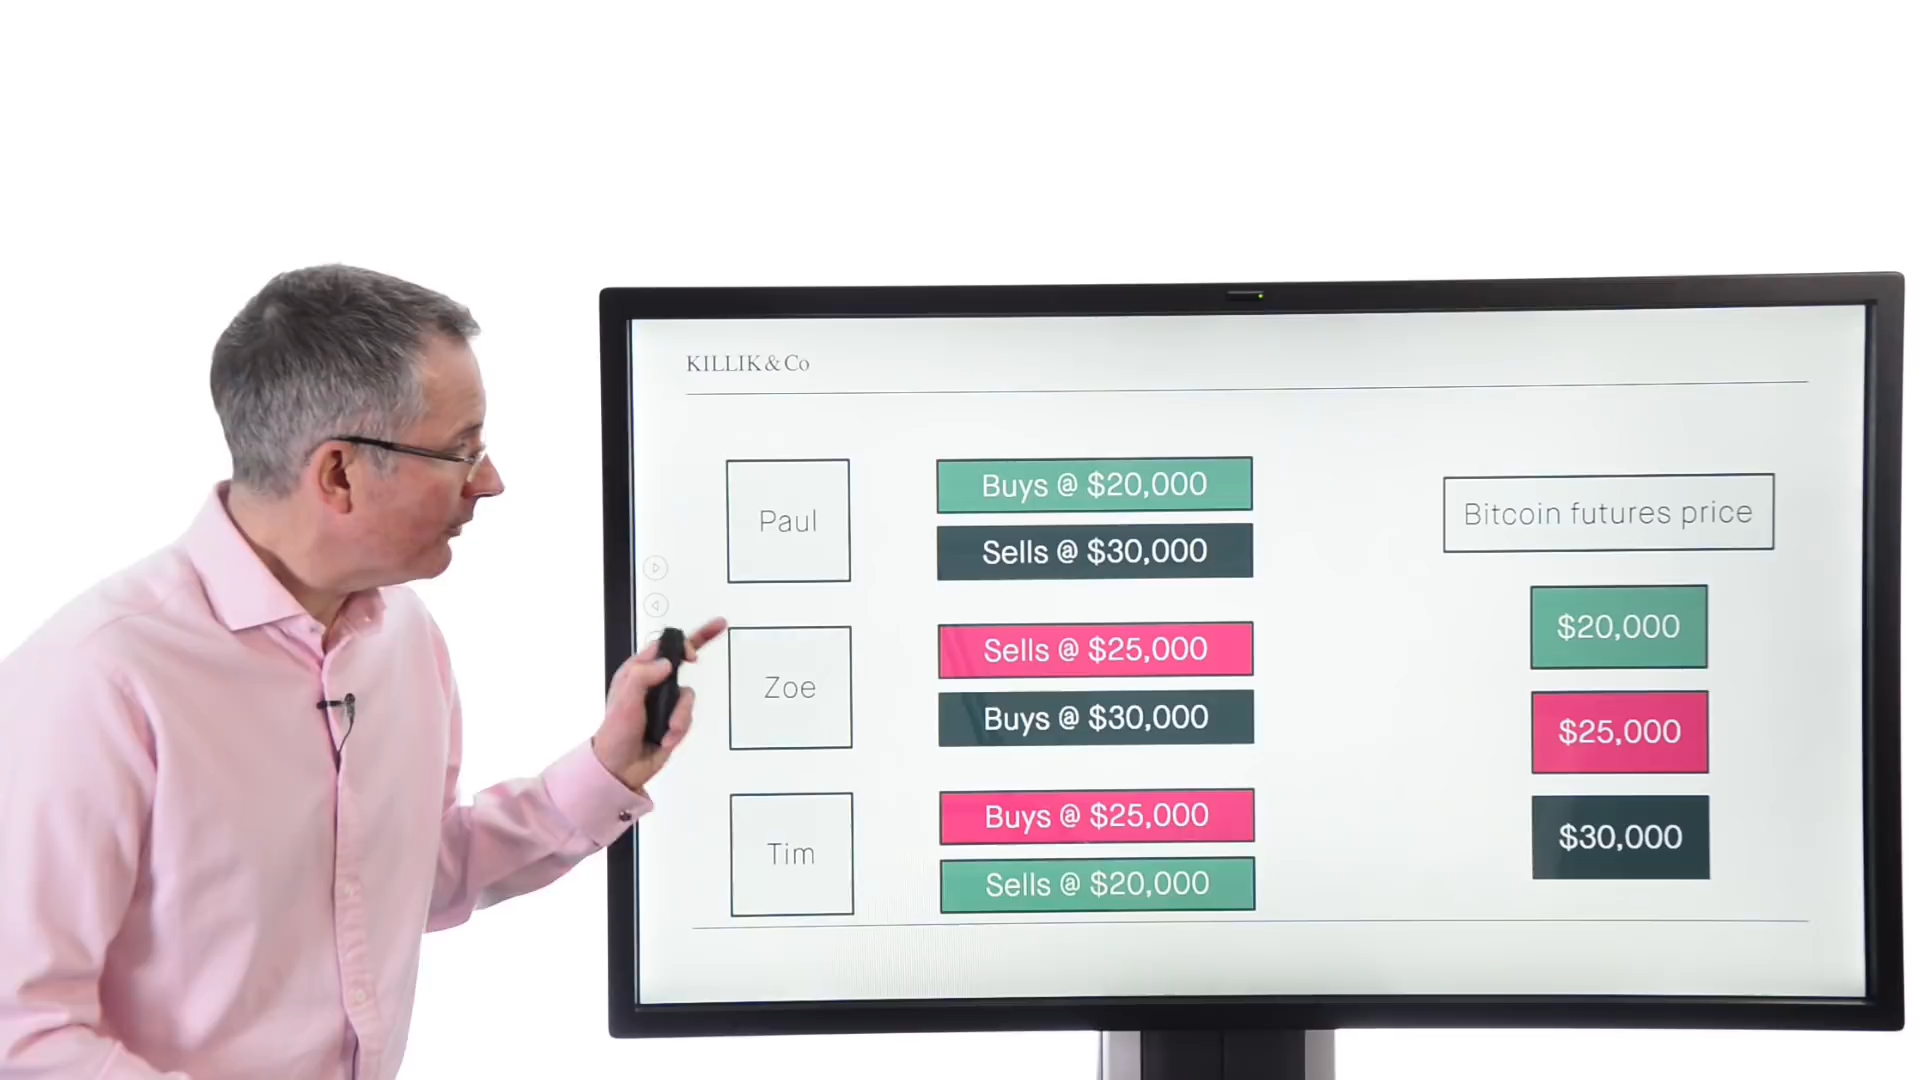 KILLIK & Co
Paul
Buys @ $20,000
Sells @ $30,000
Zoe
Sells @ $25,000
Buys @ $30,000
Tim
Buys @ $25,000
Sells @ $20,000
Bitcoin futures price
$20,000
$25,000
$30,000